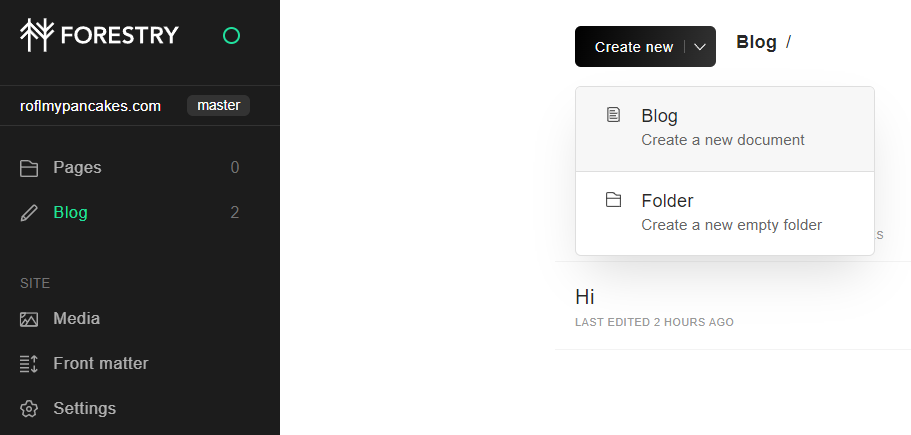 FORESTRY
roflmypancakes.com master
Pages 0
Blog 2
SITE
Media
Front matter
Settings
Create new Blog /
Blog
Create a new document
Folder
Create a new empty folder
S
Hi
LAST EDITED 2 HOURS AGO